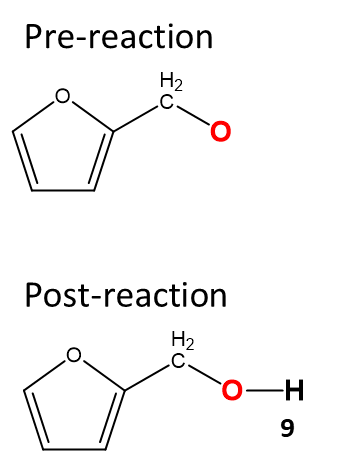 Pre-reaction
O
H2
C
O
Post-reaction
O
H2
C
O
H
9